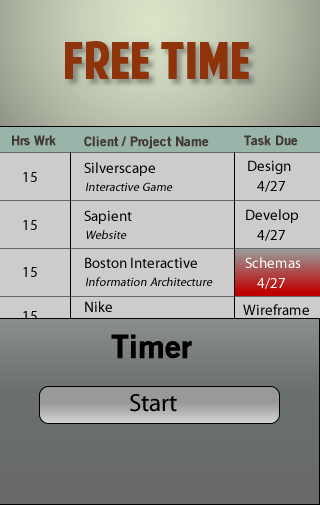 FREE TIME
Hrs Wrk Client / Project Name Task Due
15 Silverscape Design
Interactive Game 4/27
15 Sapient Develop
Website 4/27
15 Boston Interactive Schemas
Information Architecture 4/27
15 Nike Wireframe
Timer
Start